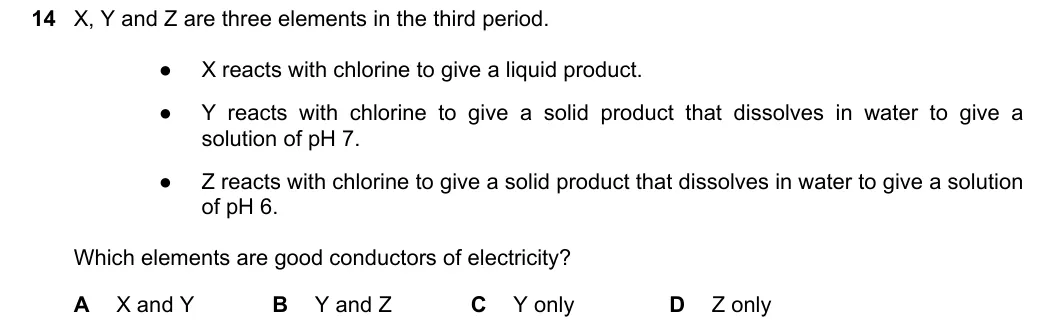 14 X, Y and Z are three elements in the third period.
● X reacts with chlorine to give a liquid product.
● Y reacts with chlorine to give a solid product that dissolves in water to give a
solution of pH 7.
● Z reacts with chlorine to give a solid product that dissolves in water to give a solution
of pH 6.
Which elements are good conductors of electricity?
A X and Y B Y and Z C Y only D Z only